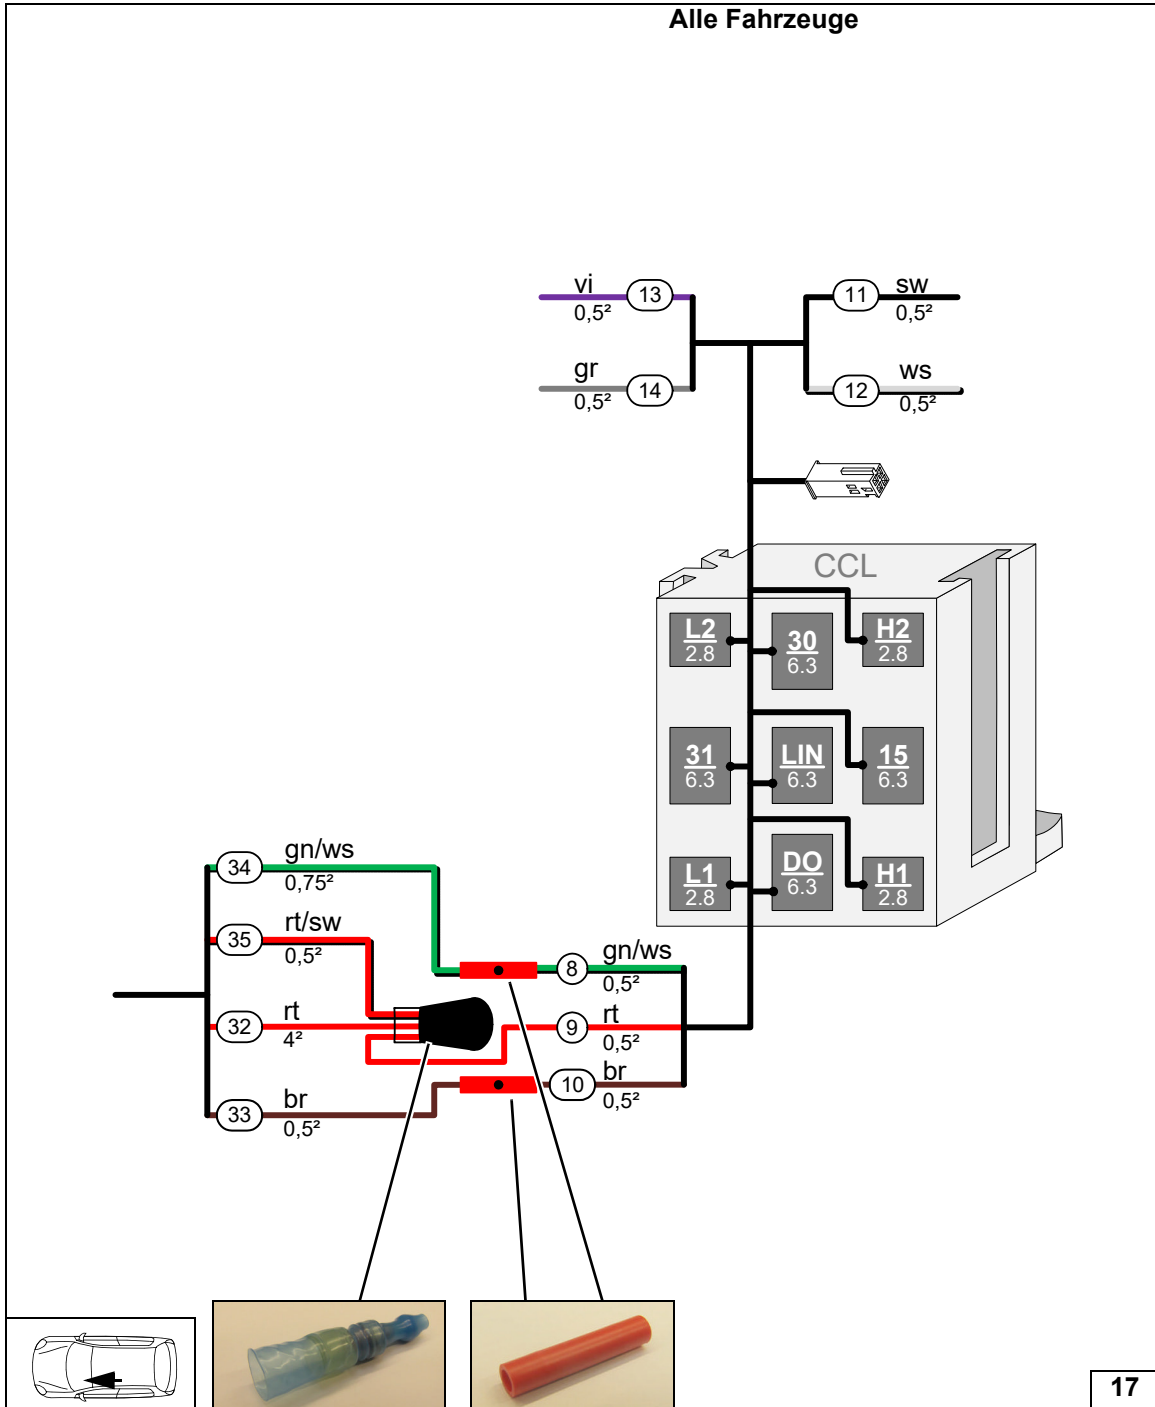 Alle Fahrzeuge
vi
13
0,5²
11
sw
0,5²
gr
14
0,5²
12
ws
0,5²
CCL
L2
2.8
30
6.3
H2
2.8
31
6.3
LIN
6.3
15
6.3
L1
2.8
DO
6.3
H1
2.8
34
gn/ws
0,75²
35
rt/sw
0,5²
32
rt
4²
33
br
0,5²
8
gn/ws
0,5²
9
rt
0,5²
10
br
0,5²
17